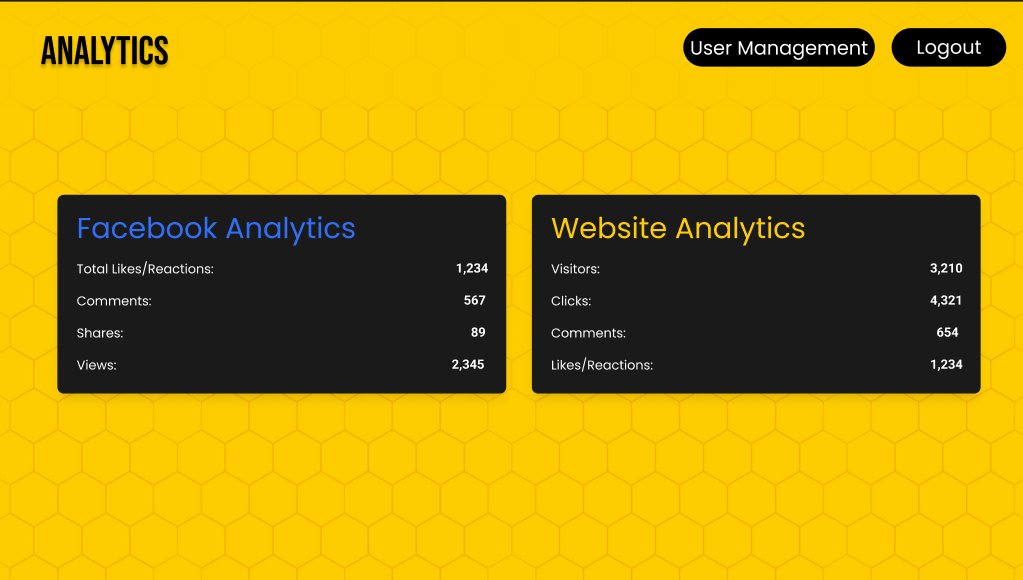 ANALYTICS
User Management
Logout
Facebook Analytics
Total Likes/Reactions: 1,234
Comments: 567
Shares: 89
Views: 2,345
Website Analytics
Visitors: 3,210
Clicks: 4,321
Comments: 654
Likes/Reactions: 1,234